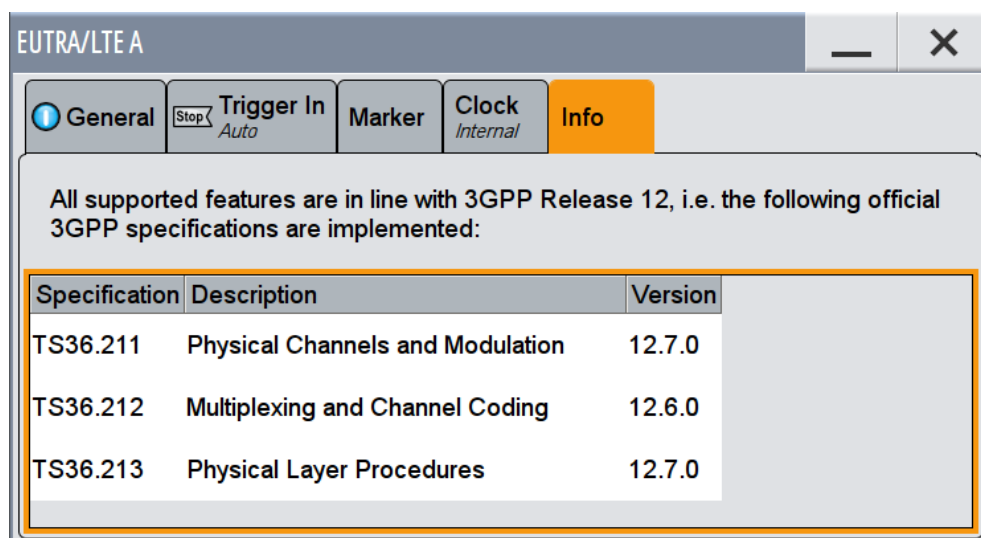 EUTRA/LTE A
General
Stop Trigger In
Auto
Marker
Clock
Internal
Info
All supported features are in line with 3GPP Release 12, i.e. the following official
3GPP specifications are implemented:
Specification Description Version
TS36.211 Physical Channels and Modulation 12.7.0
TS36.212 Multiplexing and Channel Coding 12.6.0
TS36.213 Physical Layer Procedures 12.7.0